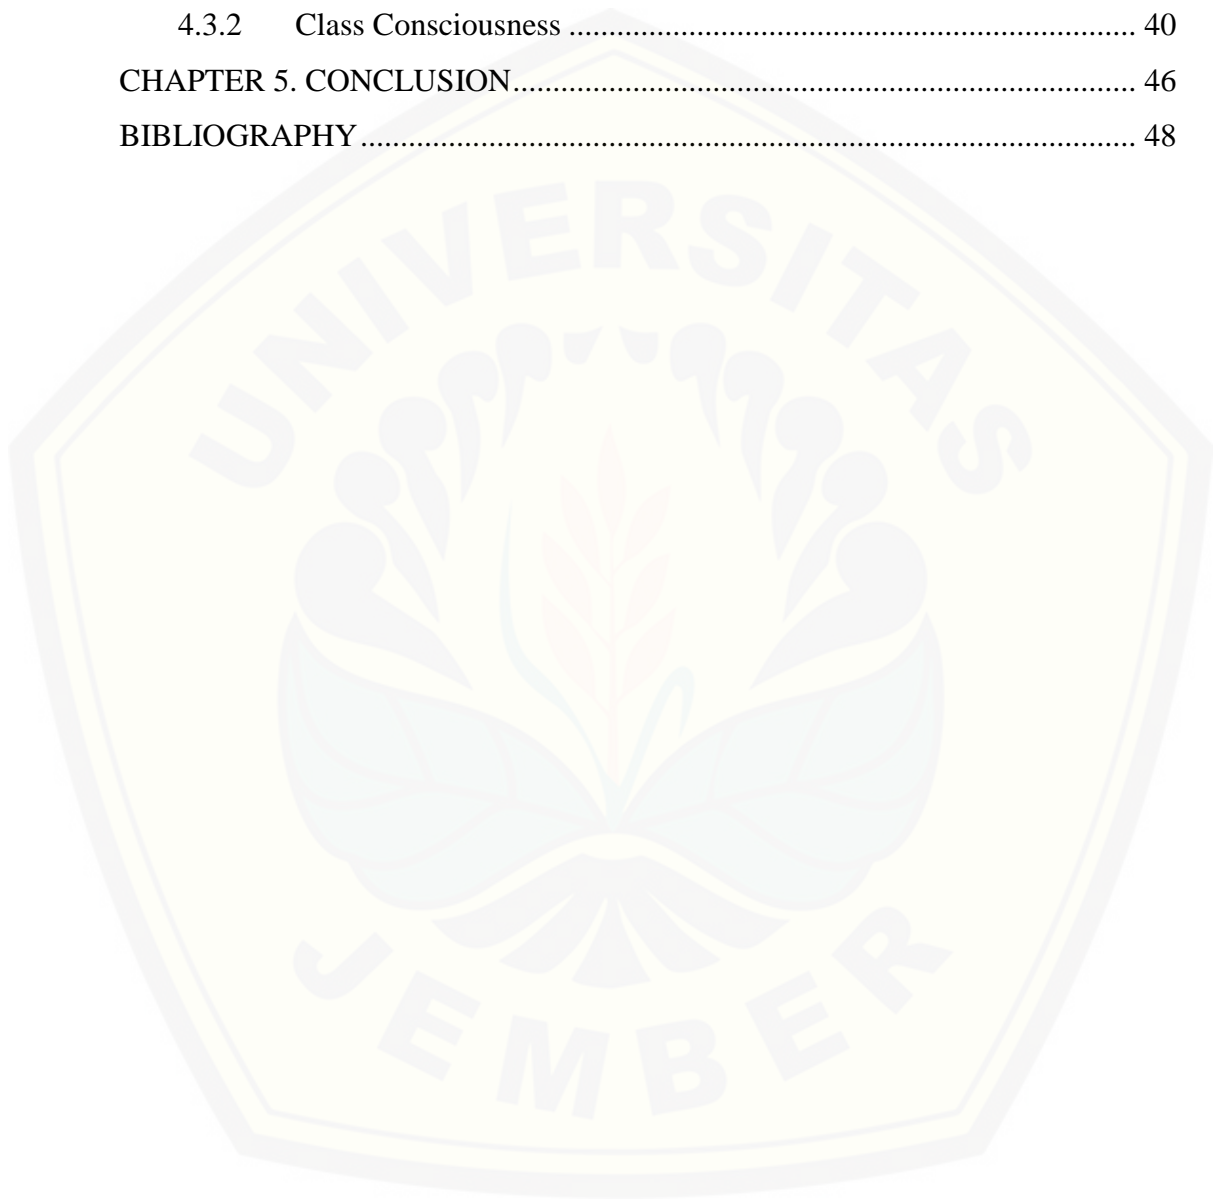 4.3.2 Class Consciousness ........................................................................ 40
CHAPTER 5. CONCLUSION............................................................................... 46
BIBLIOGRAPHY.................................................................................................. 48
UNIVERSITAS
JEMBER